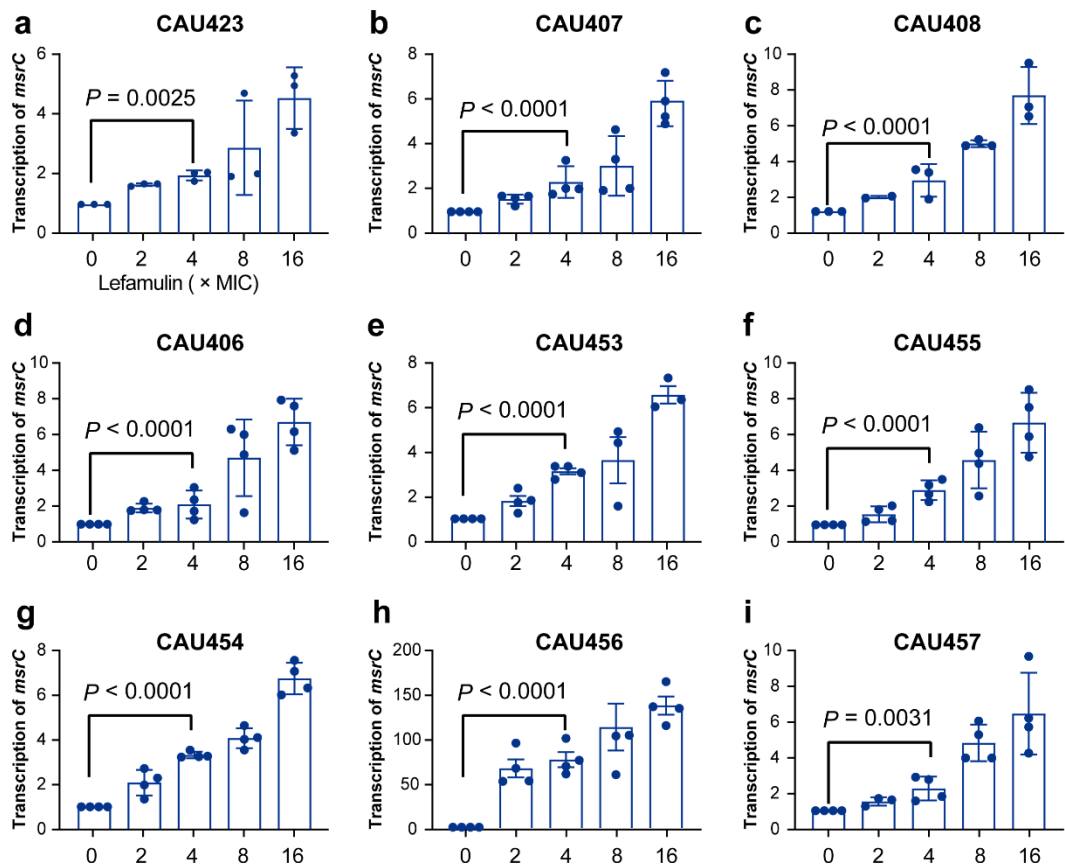 a
CAU423
Transcription of msrC
6
4
2
0
P = 0.0025
0 2 4 8 16
Lefamulin ( × MIC)
b
CAU407
Transcription of msrC
8
6
4
2
0
P < 0.0001
0 2 4 8 16
c
CAU408
Transcription of msrC
10
8
6
4
2
0
P < 0.0001
0 2 4 8 16
d
CAU406
Transcription of msrC
10
8
6
4
2
0
P < 0.0001
0 2 4 8 16
e
CAU453
Transcription of msrC
8
6
4
2
0
P < 0.0001
0 2 4 8 16
f
CAU455
Transcription of msrC
10
8
6
4
2
0
P < 0.0001
0 2 4 8 16
g
CAU454
Transcription of msrC
8
6
4
2
0
P < 0.0001
0 2 4 8 16
h
CAU456
Transcription of msrC
200
150
100
50
0
P < 0.0001
0 2 4 8 16
i
CAU457
Transcription of msrC
10
8
6
4
2
0
P = 0.0031
0 2 4 8 16